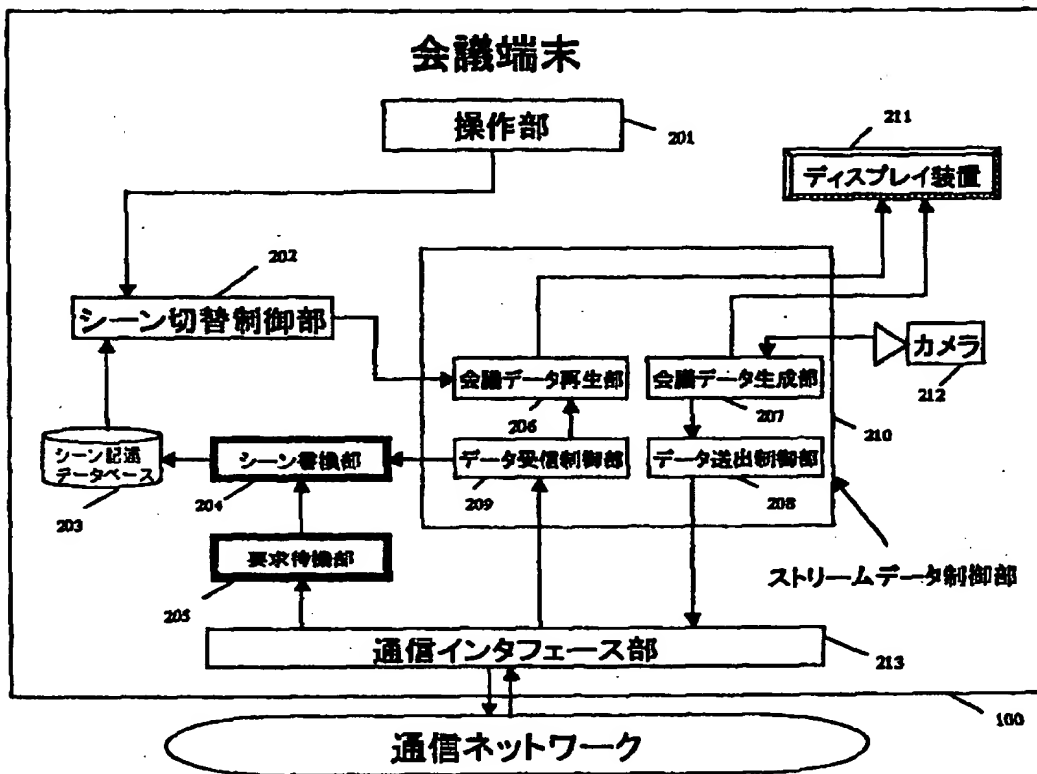 会議端末
操作部
201
211
ディスプレイ装置
202
シーン切替制御部
カメラ
212
会議データ再生部
206
会議データ生成部
207
210
シーン記述
データベース
203
204
データ受信制御部
209
データ送出制御部
208
要求待機部
205
ストリームデータ制御部
通信インタフェース部
213
100
通信ネットワーク